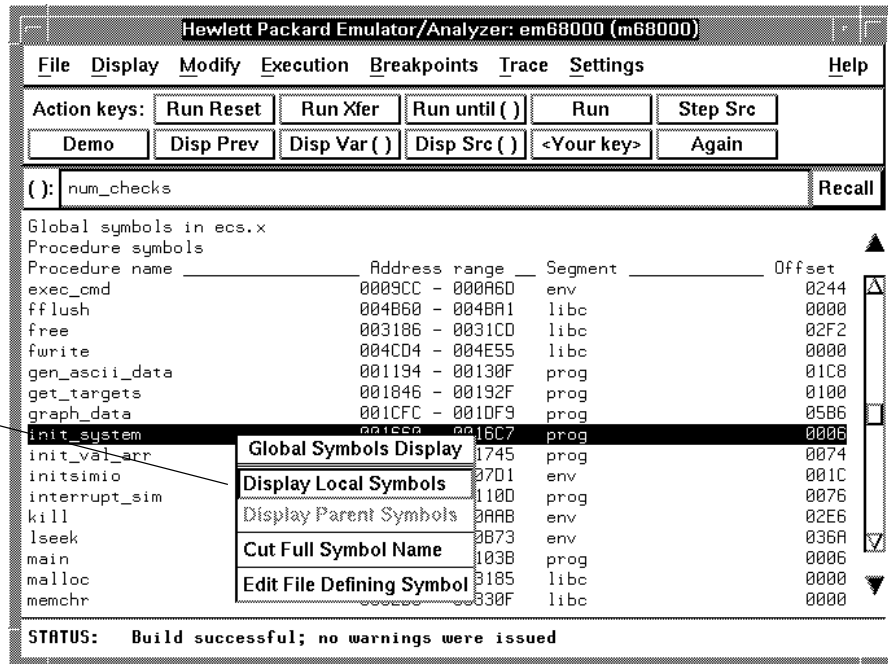 Hewlett Packard Emulator/Analyzer: em68000 (m68000)
File Display Modify Execution Breakpoints Trace Settings Help
Action keys: Run Reset Run Xfer Run until ( ) Run Step Src
Demo Disp Prev Disp Var ( ) Disp Src ( ) <Your key> Again
( ): num_checks Recall
Global symbols in ecs.x
Procedure symbols
Procedure name ________________ Address range __ Segment ______________ Offset
exec_cmd 0009CC - 000A6D env 0244
fflush 004B60 - 004BA1 libc 0000
free 003186 - 0031CD libc 02F2
fwrite 004CD4 - 004E55 libc 0000
gen_ascii_data 001194 - 00130F prog 01C8
get_targets 001846 - 00192F prog 0100
graph_data 001CFC - 001DF9 prog 05B6
init_system 0016C7 prog 0006
init_val_arr 1745 prog 0074
initsimio 07D1 env 001C
interrupt_sim 110D prog 0076
kill 0AAB env 02E6
lseek 0B73 env 036A
main 103B prog 0006
malloc 3185 libc 0000
memchr 330F libc 0000
Global Symbols Display
Display Local Symbols
Display Parent Symbols
Cut Full Symbol Name
Edit File Defining Symbol
STATUS: Build successful; no warnings were issued